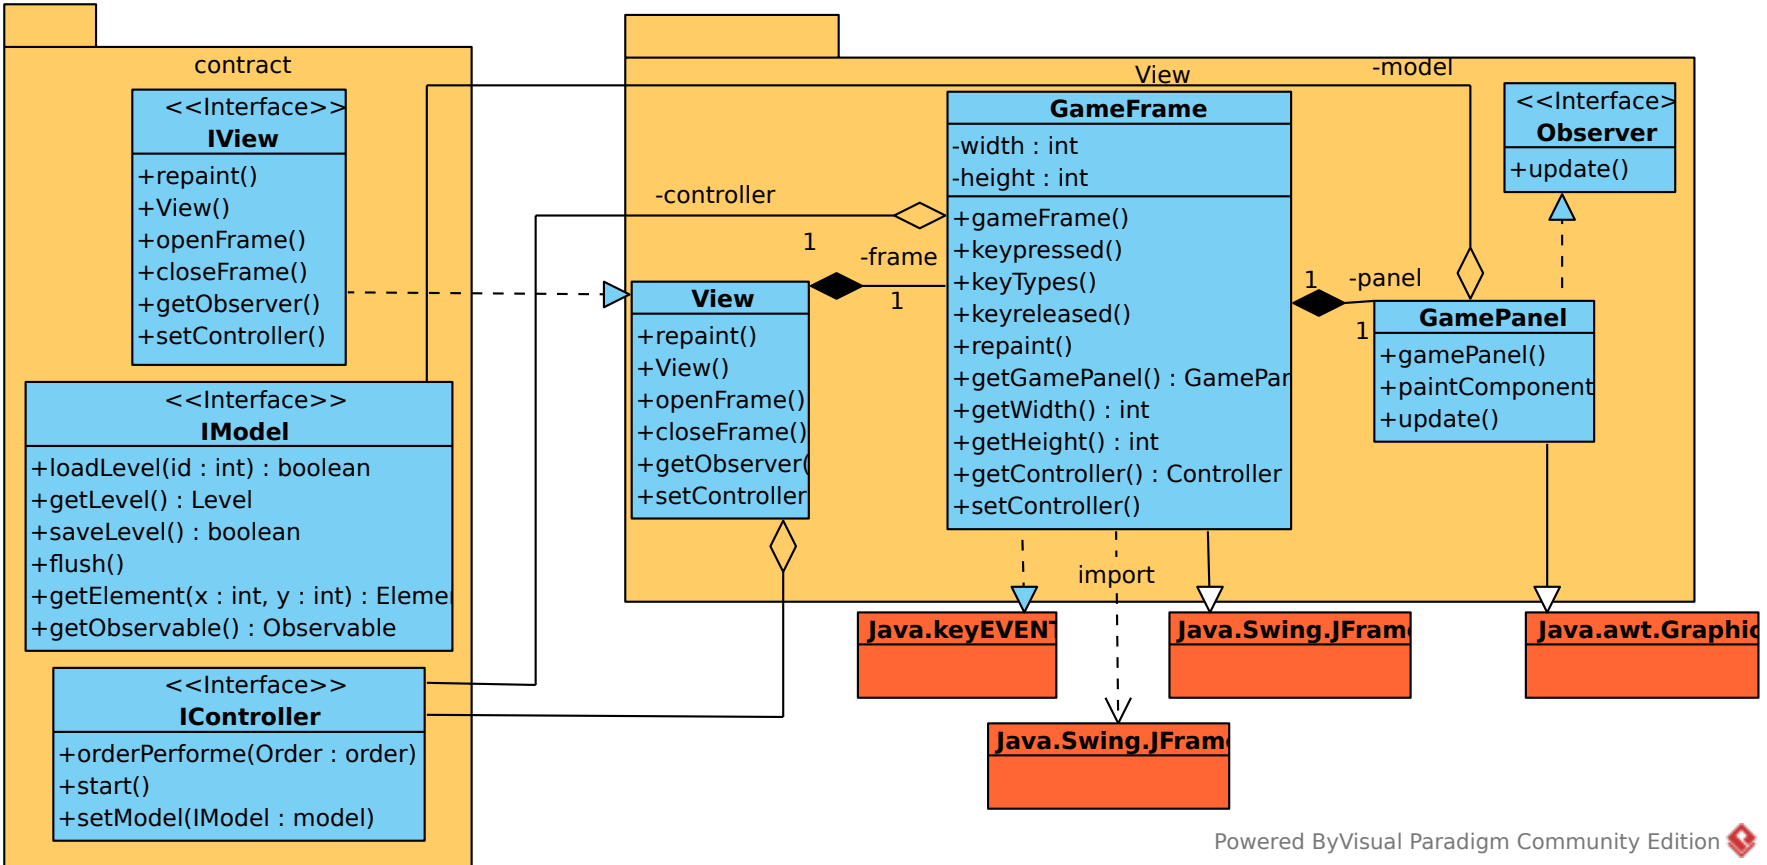 contract
<<Interface>>
IView
+repaint()
+View()
+openFrame()
+closeFrame()
+getObserver()
+setController()
<<Interface>>
IModel
+loadLevel(id : int) : boolean
+getLevel() : Level
+saveLevel() : boolean
+flush()
+getElement(x : int, y : int) : Eleme
+getObservable() : Observable
<<Interface>>
IController
+orderPerforme(Order : order)
+start()
+setModel(IModel : model)
View
-model
-controller
1
-frame
1
View
+repaint()
+View()
+openFrame()
+closeFrame()
+getObserver(
+setController
GameFrame
-width : int
-height : int
+gameFrame()
+keypressed()
+keyTypes()
+keyreleased()
+repaint()
+getGamePanel() : GamePar
+getWidth() : int
+getHeight() : int
+getController() : Controller
+setController()
1
-panel
1
<<Interface>
Observer
+update()
GamePanel
+gamePanel()
+paintComponent
+update()
import
Java.keyEVENT
Java.Swing.JFram
Java.awt.Graphic
Java.Swing.JFram
Powered ByVisual Paradigm Community Edition